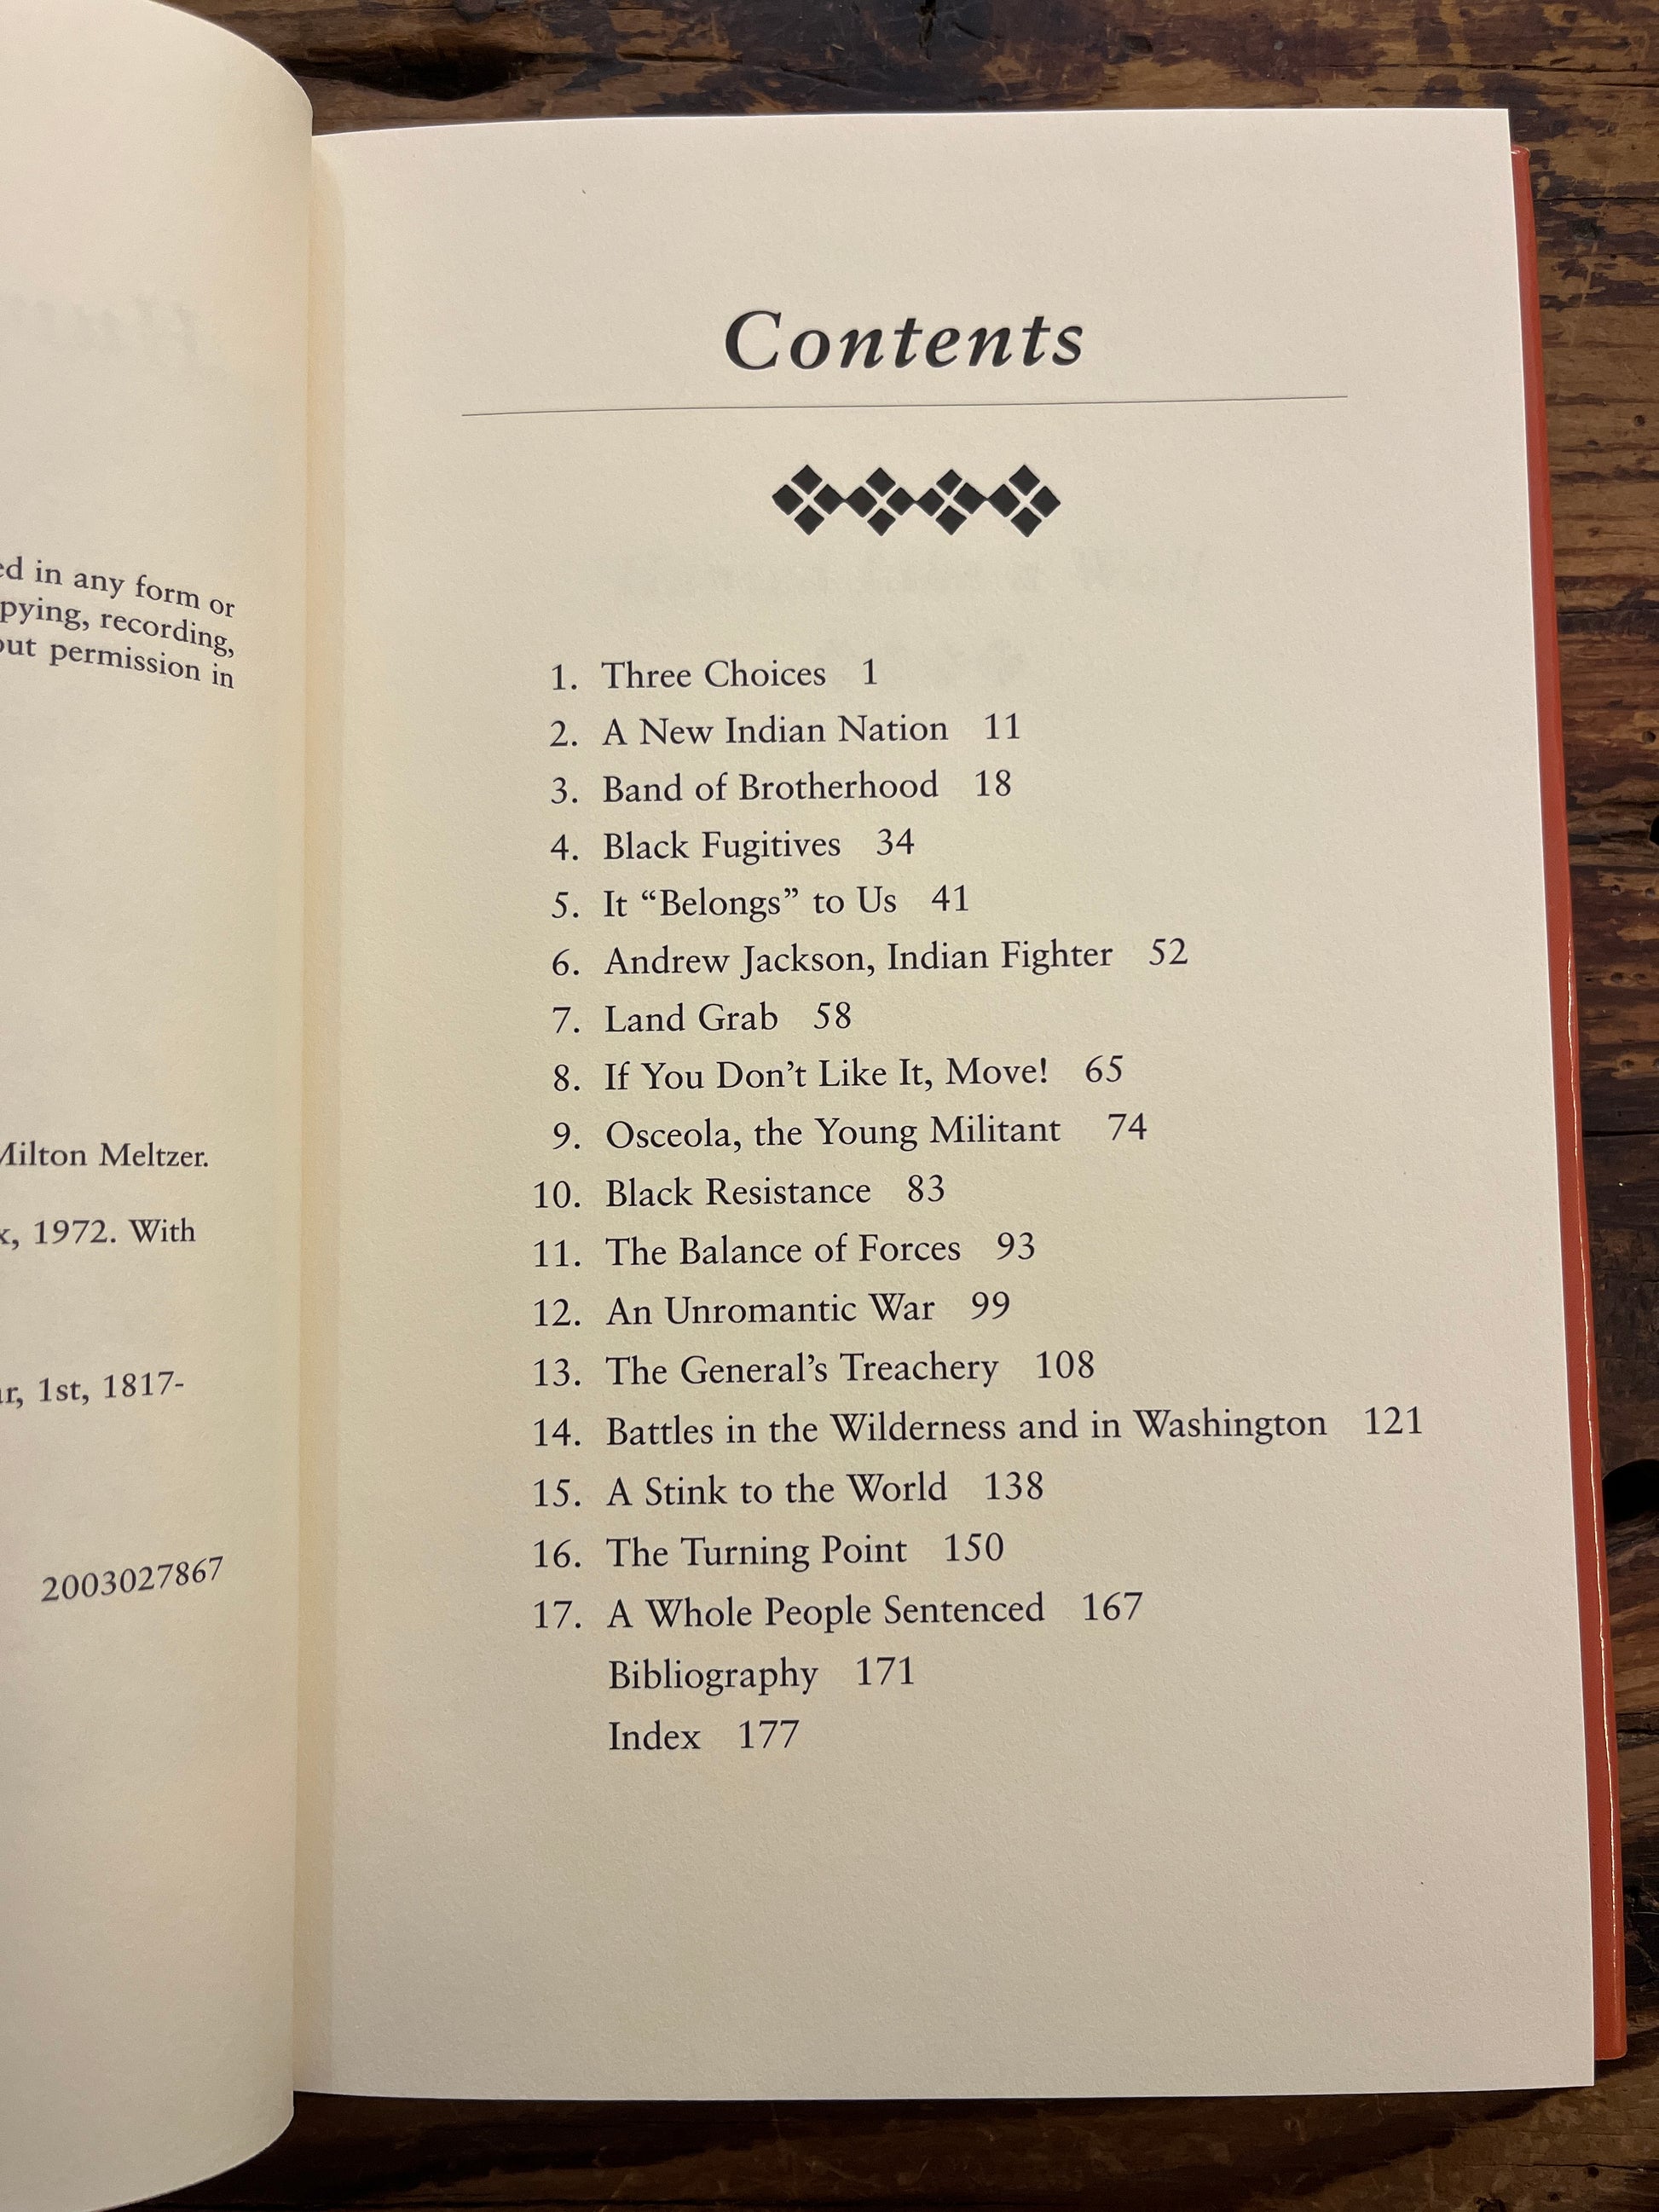 ed in any form or
pying, recording,
out permission in
Milton Meltzer.
x, 1972. With
ar, 1st, 1817-
2003027867
Contents
1. Three Choices 1
2. A New Indian Nation 11
3. Band of Brotherhood 18
4. Black Fugitives 34
5. It “Belongs” to Us 41
6. Andrew Jackson, Indian Fighter 52
7. Land Grab 58
8. If You Don’t Like It, Move! 65
9. Osceola, the Young Militant 74
10. Black Resistance 83
11. The Balance of Forces 93
12. An Unromantic War 99
13. The General’s Treachery 108
14. Battles in the Wilderness and in Washington 121
15. A Stink to the World 138
16. The Turning Point 150
17. A Whole People Sentenced 167
Bibliography 171
Index 177